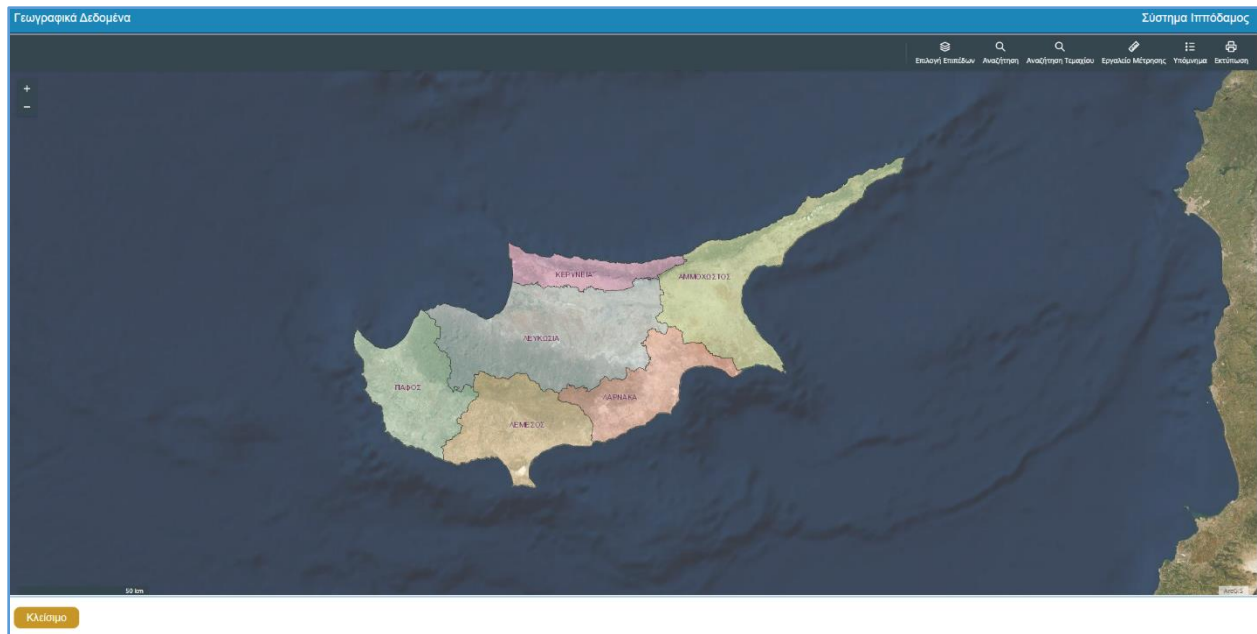 Γεωγραφικά Δεδομένα
Σύστημα Ιππόδαμος
Επιλογή Επιπέδων
Αναζήτηση
Αναζήτηση Τεμαχίου
Εργαλείο Μέτρησης
Υπόμνημα
Εκτύπωση
+
−
ΚΕΡΥΝΕΙΑ
ΑΜΜΟΧΩΣΤΟΣ
ΛΕΥΚΩΣΙΑ
ΠΑΦΟΣ
ΛΑΡΝΑΚΑ
ΛΕΜΕΣΟΣ
50 km
ArcGIS
Κλείσιμο